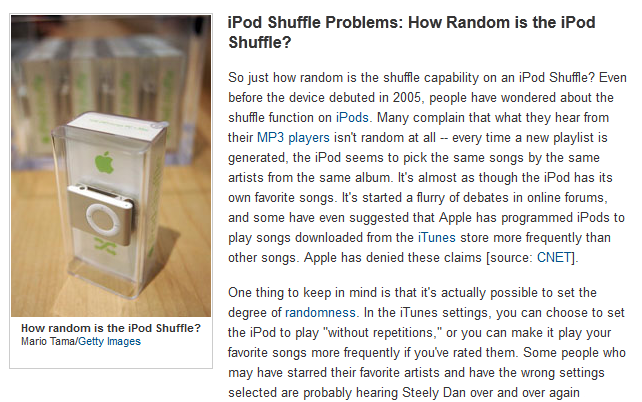 iPod Shuffle Problems: How Random is the iPod
Shuffle?
So just how random is the shuffle capability on an iPod Shuffle? Even
before the device debuted in 2005, people have wondered about the
shuffle function on iPods. Many complain that what they hear from
their MP3 players isn't random at all -- every time a new playlist is
generated, the iPod seems to pick the same songs by the same
artists from the same album. It's almost as though the iPod has its
own favorite songs. It's started a flurry of debates in online forums,
and some have even suggested that Apple has programmed iPods to
play songs downloaded from the iTunes store more frequently than
other songs. Apple has denied these claims [source: CNET].
One thing to keep in mind is that it's actually possible to set the
degree of randomness. In the iTunes settings, you can choose to set
the iPod to play "without repetitions," or you can make it play your
favorite songs more frequently if you've rated them. Some people who
may have starred their favorite artists and have the wrong settings
selected are probably hearing Steely Dan over and over again
How random is the iPod Shuffle?
Mario Tama/Getty Images